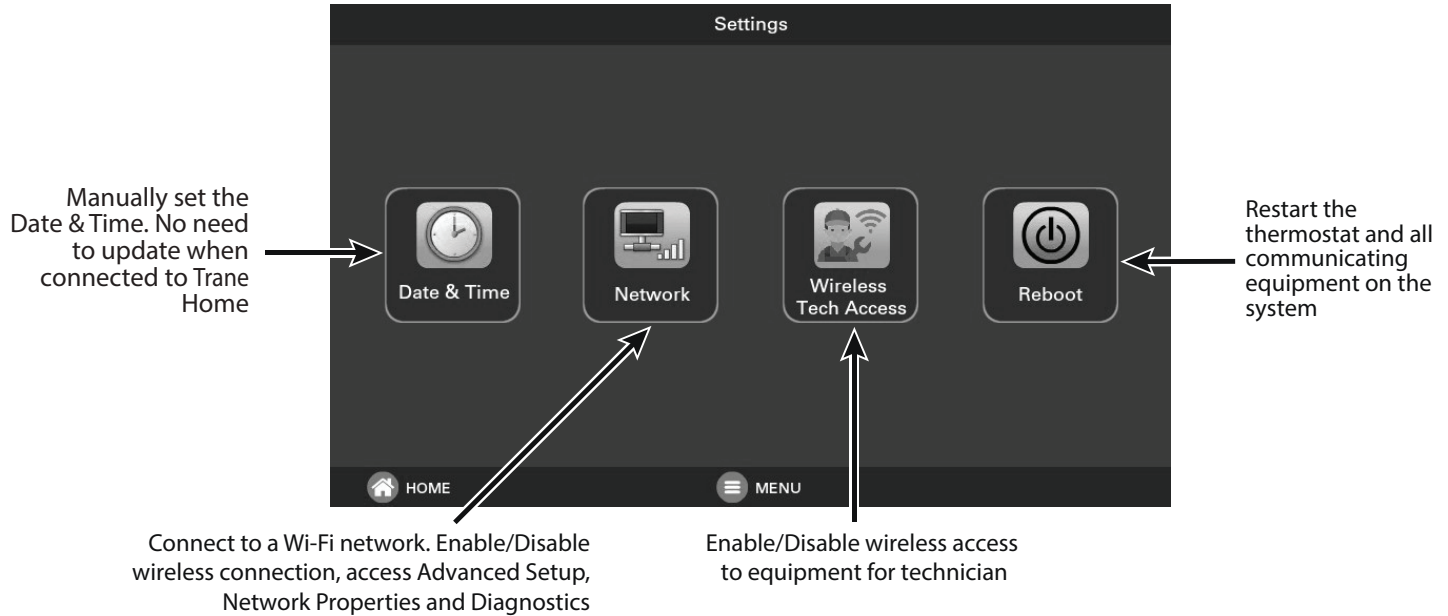 Settings
Manually set the
Date & Time. No need
to update when
connected to Trane
Home
Date & Time
Network
Wireless
Tech Access
Reboot
Restart the
thermostat and all
communicating
equipment on the
system
HOME
MENU
Connect to a Wi-Fi network. Enable/Disable
wireless connection, access Advanced Setup,
Network Properties and Diagnostics
Enable/Disable wireless access
to equipment for technician